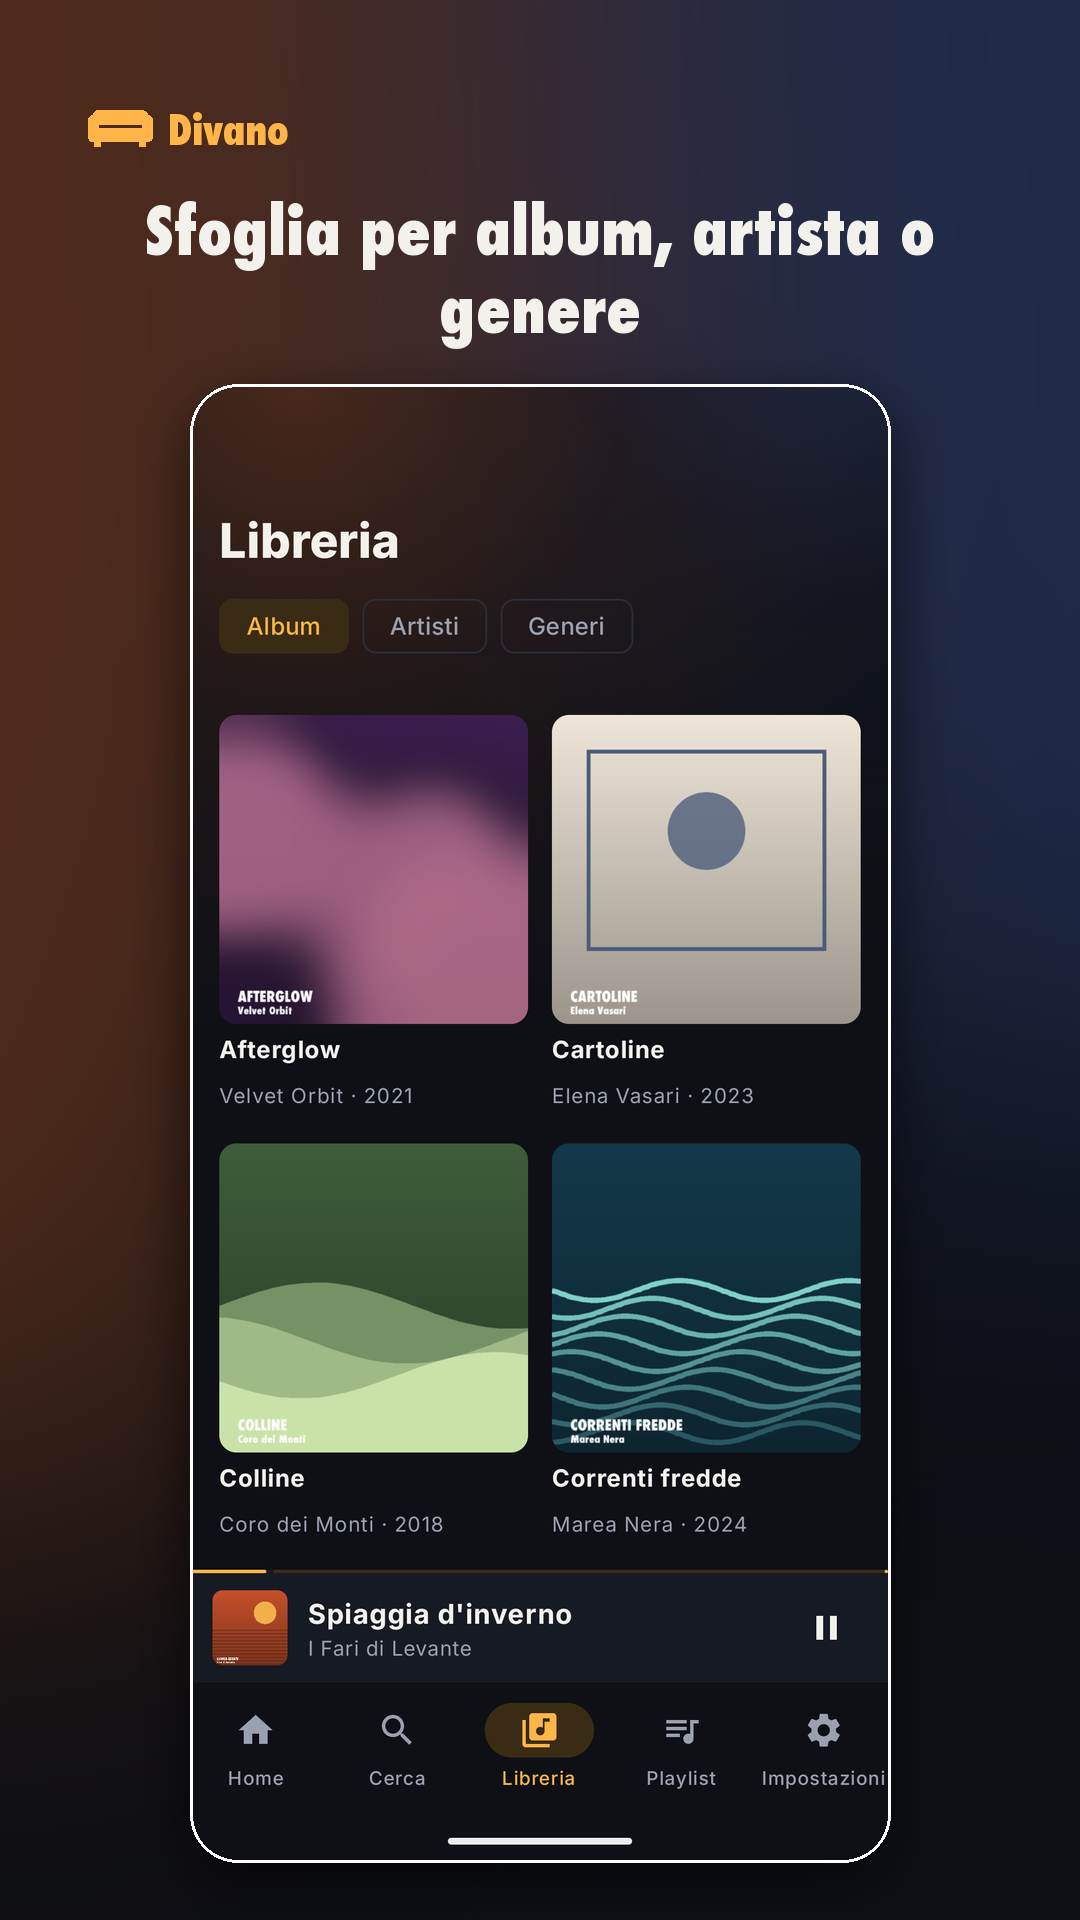 Divano
Sfoglia per album, artista o
genere
Libreria
Album
Artisti
Generi
AFTERGLOW
Velvet Orbit
CARTOLINE
Elena Vasari
Afterglow
Cartoline
Velvet Orbit · 2021
Elena Vasari · 2023
COLLINE
Coro dei Monti
CORRENTI FREDDE
Marea Nera
Colline
Correnti fredde
Coro dei Monti · 2018
Marea Nera · 2024
Spiaggia d'inverno
I Fari di Levante
Home
Cerca
Libreria
Playlist
Impostazioni